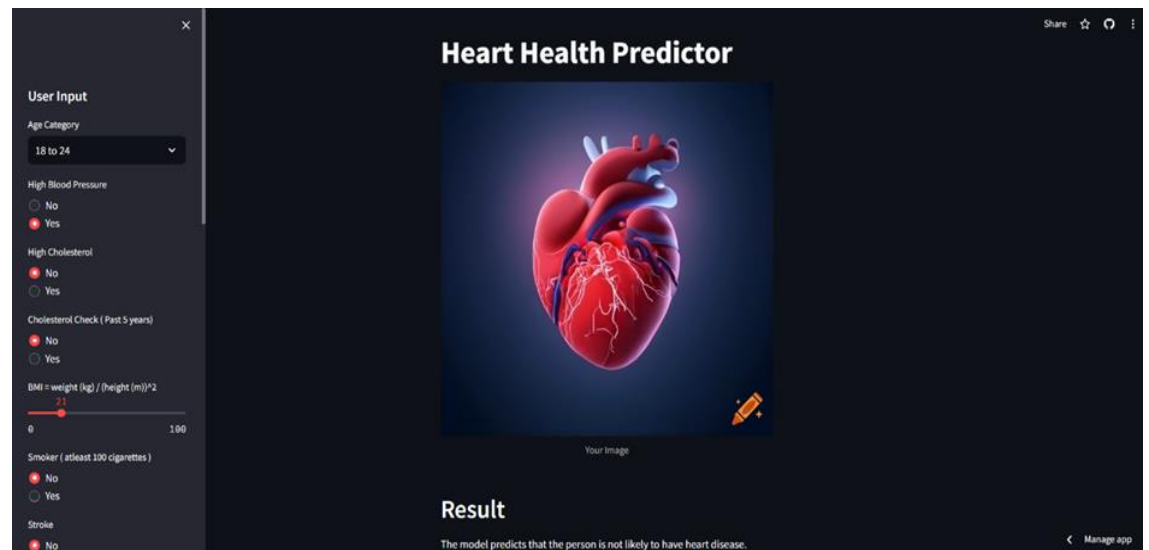 Share
Heart Health Predictor
User Input
Age Category
18 to 24
High Blood Pressure
No
Yes
High Cholesterol
No
Yes
Cholesterol Check ( Past 5 years)
No
Yes
BMI = weight (kg) / (height (m))^2
21
0 100
Smoker ( atleast 100 cigarettes )
No
Yes
Stroke
No
Your Image
Result
The model predicts that the person is not likely to have heart disease.
Manage app